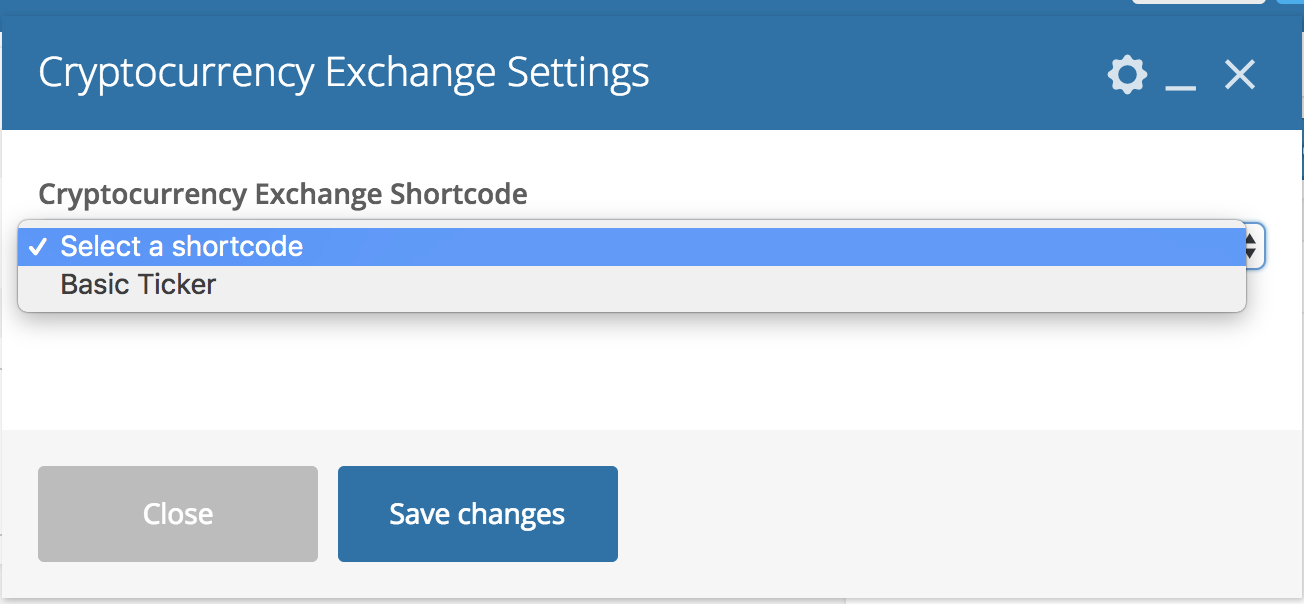 Cryptocurrency Exchange Settings
Cryptocurrency Exchange Shortcode
✓ Select a shortcode
Basic Ticker
Close Save changes